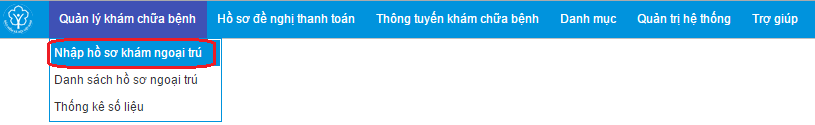 Quản lý khám chữa bệnh Hồ sơ đề nghị thanh toán Thông tuyến khám chữa bệnh Danh mục Quản trị hệ thống Trợ giúp
Nhập hồ sơ khám ngoại trú
Danh sách hồ sơ ngoại trú
Thống kê số liệu